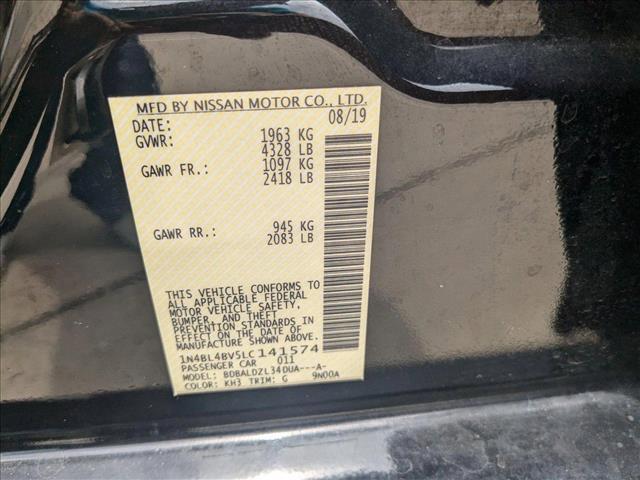 MFD BY NISSAN MOTOR CO., LTD.
DATE: 08/19
GVWR: 1963 KG
4328 LB
GAWR FR.: 1097 KG
2418 LB
GAWR RR.: 945 KG
2083 LB
THIS VEHICLE CONFORMS TO
ALL APPLICABLE FEDERAL
MOTOR VEHICLE SAFETY,
BUMPER, AND THEFT
PREVENTION STANDARDS
IN EFFECT ON THE DATE OF
MANUFACTURE SHOWN ABOVE.
1N4BL4BV5LC141574
PASSENGER CAR 011
MODEL: BDBALDZL34DUA---A-
COLOR: KH3 TRIM: G 9N00A